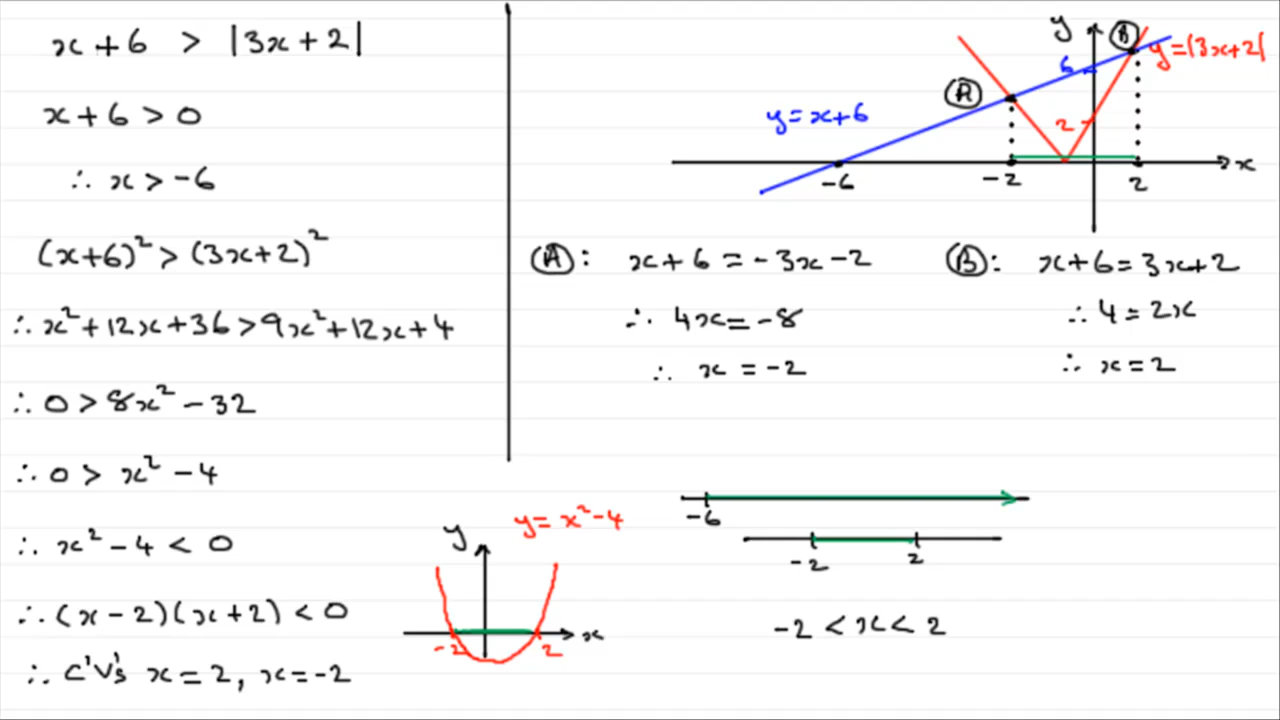 x + 6 > |3x + 2|
x + 6 > 0
∴ x > -6
(x+6)² > (3x+2)²
∴ x² + 12x + 36 > 9x² + 12x + 4
∴ 0 > 8x² - 32
∴ 0 > x² - 4
∴ x² - 4 < 0
∴ (x - 2)(x + 2) < 0
∴ C'V's x = 2, x = -2
y
y = x² - 4
x
-2
2
y
B
y = |3x+2|
6
A
y = x+6
2
x
-6
-2
2
A : x + 6 = -3x - 2
∴ 4x = -8
∴ x = -2
B : x + 6 = 3x + 2
∴ 4 = 2x
∴ x = 2
-6
-2
2
-2 < x < 2